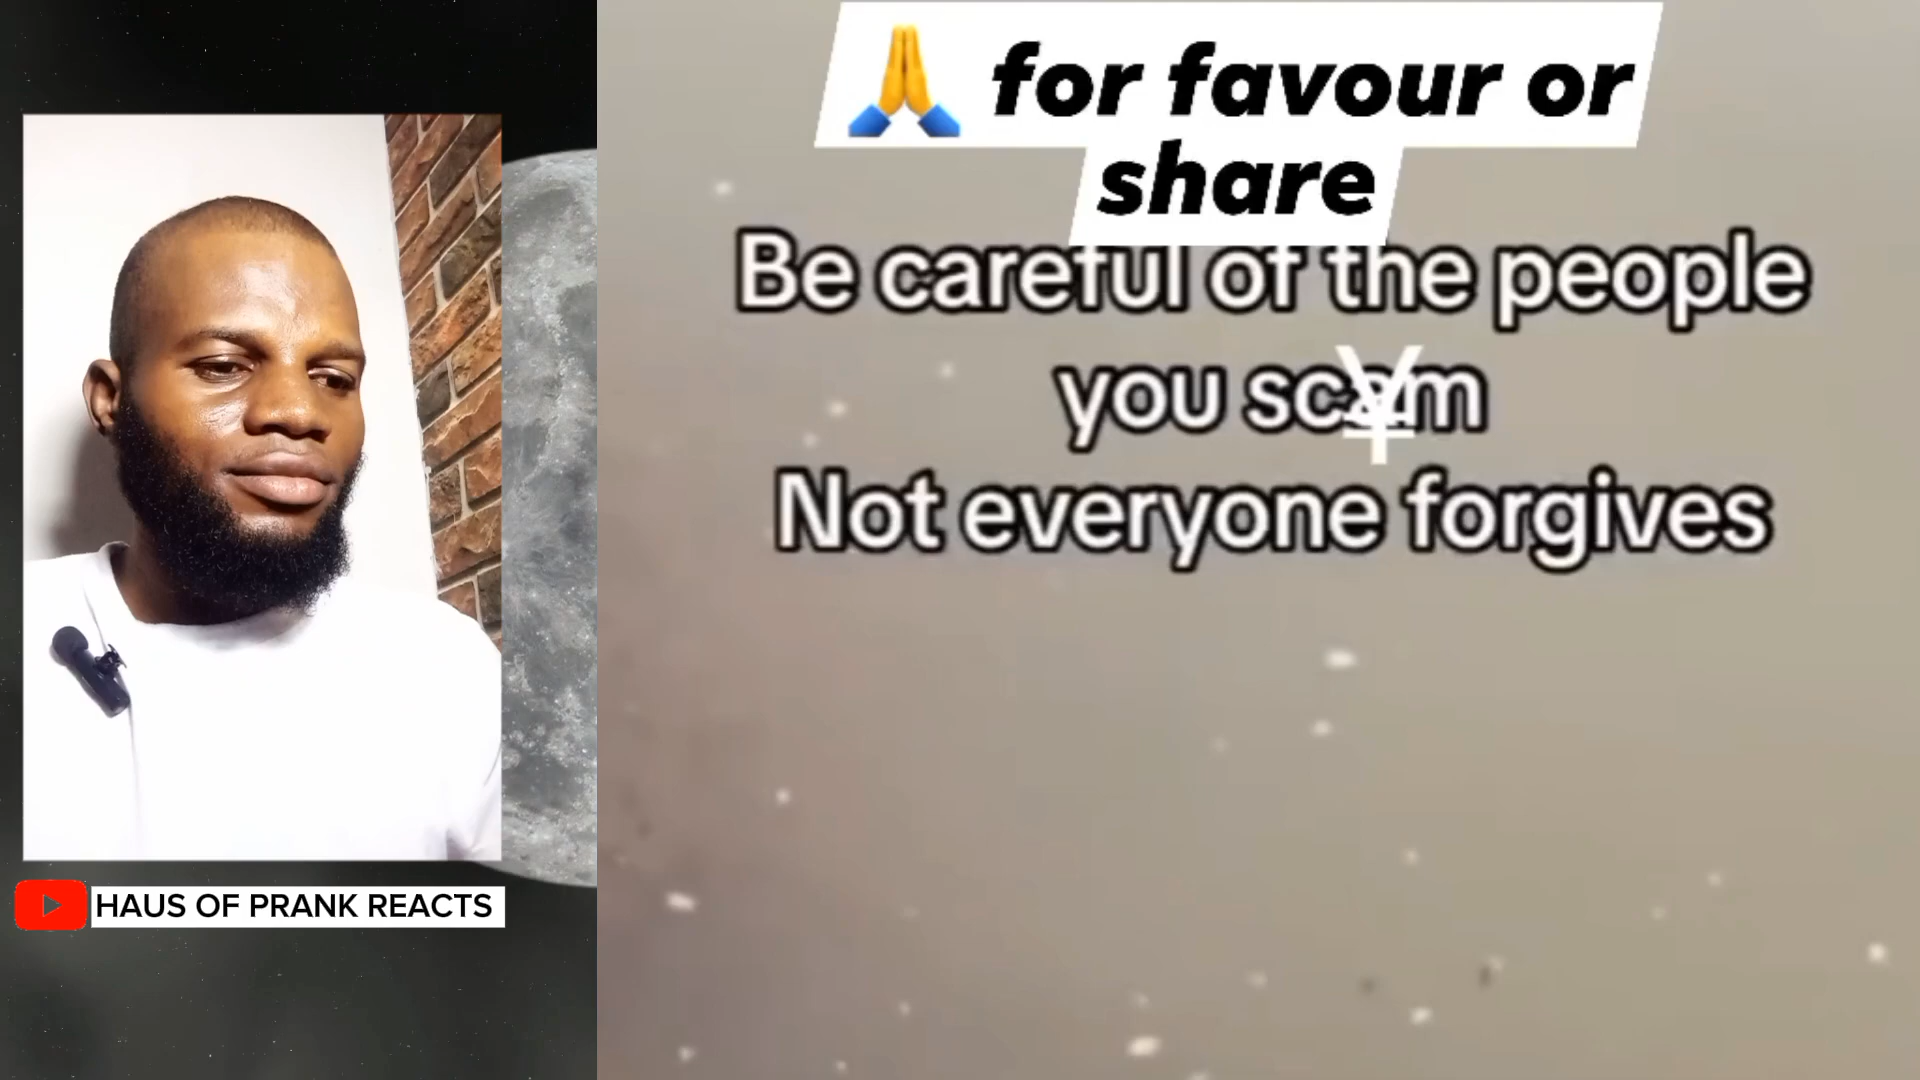 🙏 for favour or
share
Be careful of the people
you scam
¥
Not everyone forgives
HAUS OF PRANK REACTS